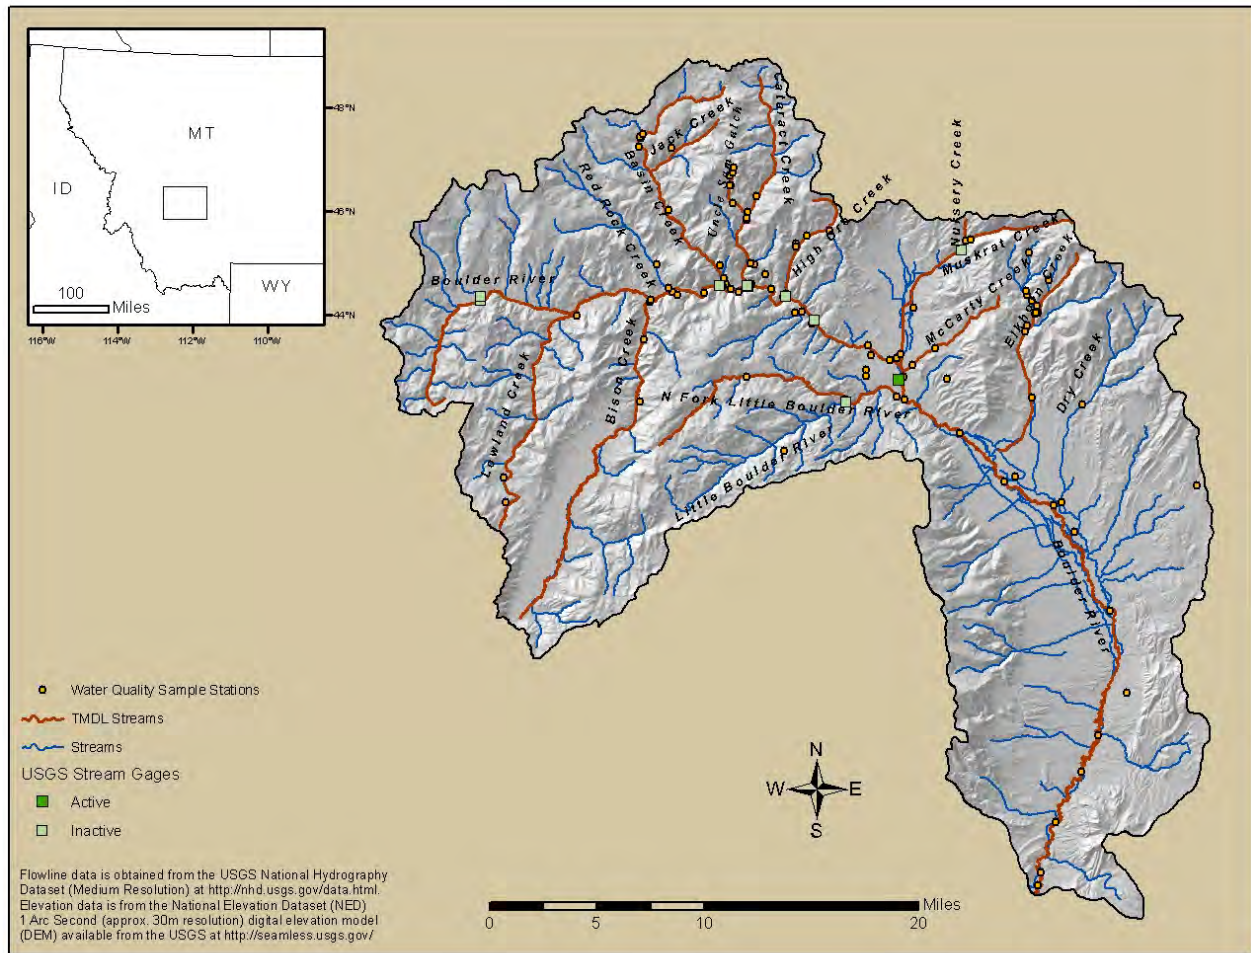 MT
ID
WY
100
Miles
48°N
46°N
44°N
116°W
114°W
112°W
110°W
Cataract Creek
Jack Creek
Uncle Sam Gulch
Basin Creek
Red Rock Creek
High Ore Creek
Nursery Creek
Muskrat Creek
Boulder River
McCarty Creek
Elkhorn Creek
Bison Creek
Dry Creek
N Fork Little Boulder River
Lowland Creek
Little Boulder River
Boulder River
Water Quality Sample Stations
TMDL Streams
Streams
USGS Stream Gages
Active
Inactive
N
W
E
S
Flowline data is obtained from the USGS National Hydrography
Dataset (Medium Resolution) at http://nhd.usgs.gov/data.html.
Elevation data is from the National Elevation Dataset (NED)
1 Arc Second (approx. 30m resolution) digital elevation model
(DEM) available from the USGS at http://seamless.usgs.gov/
Miles
0
5
10
20